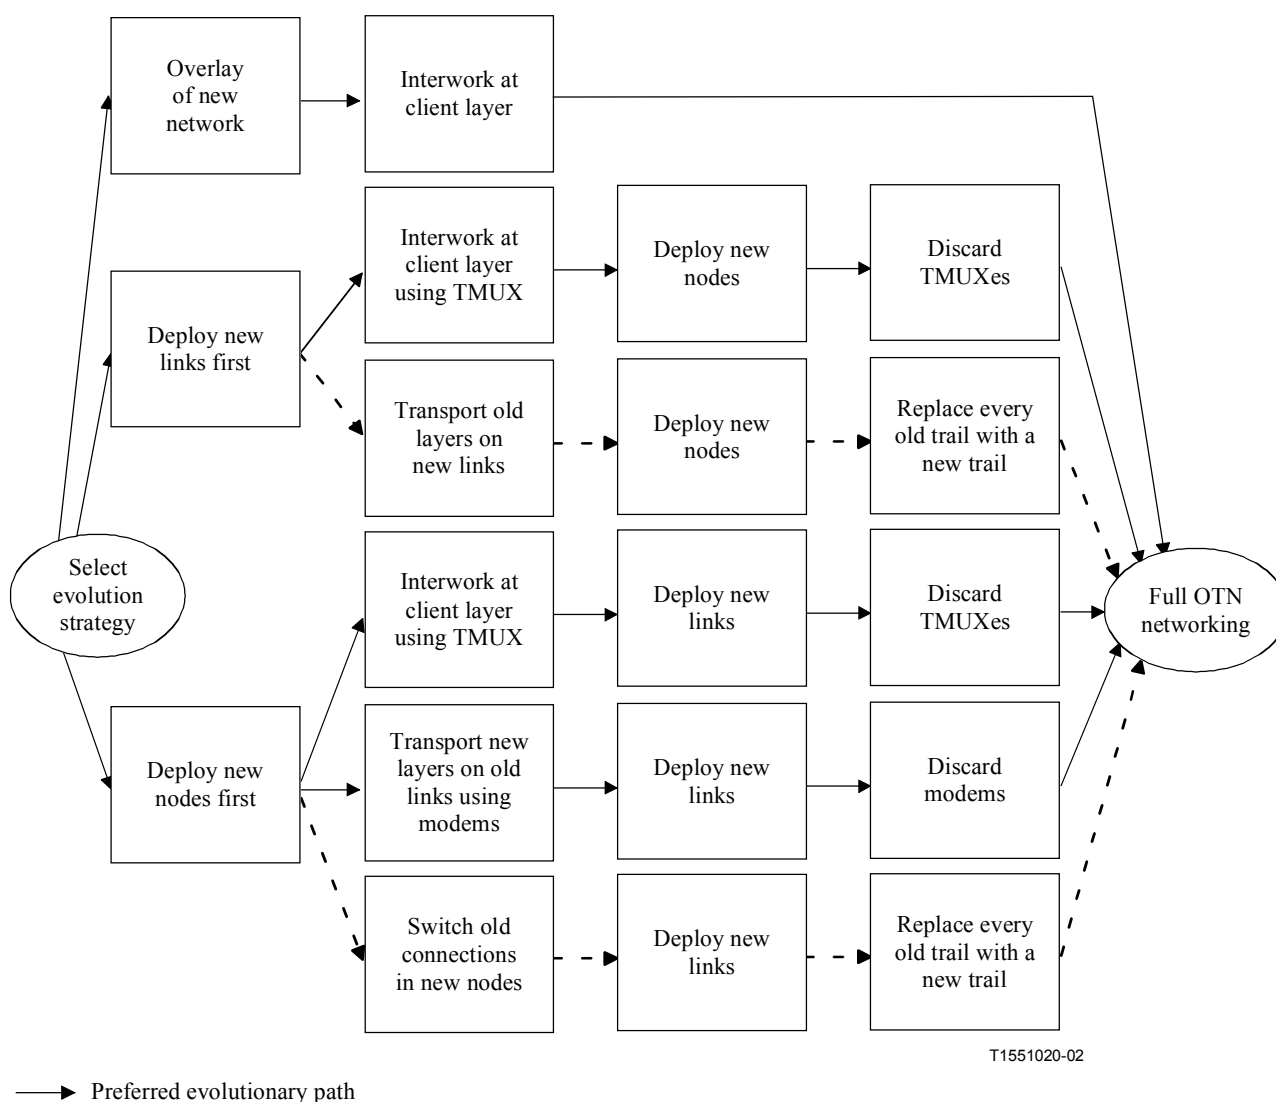 Overlay
of new
network
Interwork at
client layer
Deploy new
links first
Interwork at
client layer
using TMUX
Deploy new
nodes
Discard
TMUXes
Transport old
layers on
new links
Deploy new
nodes
Replace every
old trail with a
new trail
Select
evolution
strategy
Interwork at
client layer
using TMUX
Deploy new
links
Discard
TMUXes
Full OTN
networking
Deploy new
nodes first
Transport new
layers on old
links using
modems
Deploy new
links
Discard
modems
Switch old
connections
in new nodes
Deploy new
links
Replace every
old trail with a
new trail
T1551020-02
Preferred evolutionary path